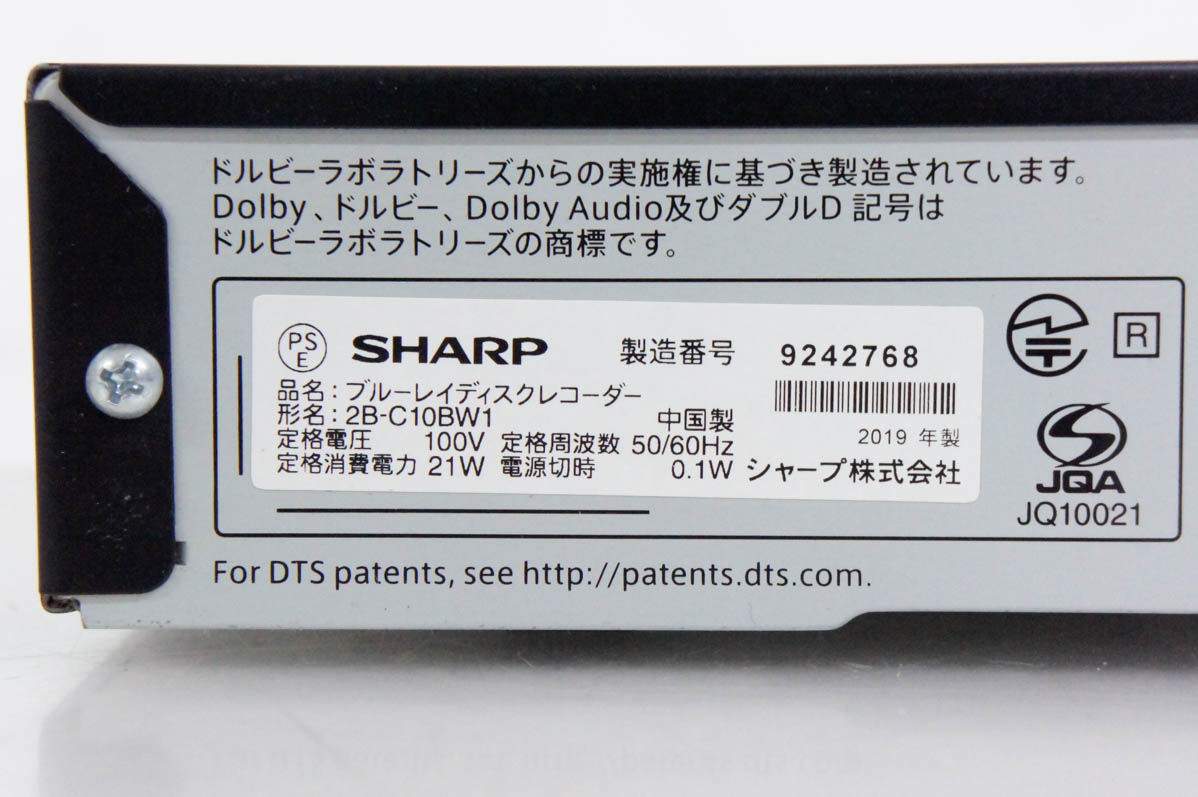 ドルビーラボラトリーズからの実施権に基づき製造されています。
Dolby、ドルビー、Dolby Audio及びダブルD 記号は
ドルビーラボラトリーズの商標です。
PS
E
SHARP 製造番号 9242768
品名：ブルーレイディスクレコーダー
形名：2B-C10BW1 中国製
定格電圧 100V 定格周波数 50/60Hz 2019 年製
定格消費電力 21W 電源切時 0.1W シャープ株式会社
R
JQA
JQ10021
For DTS patents, see http://patents.dts.com.